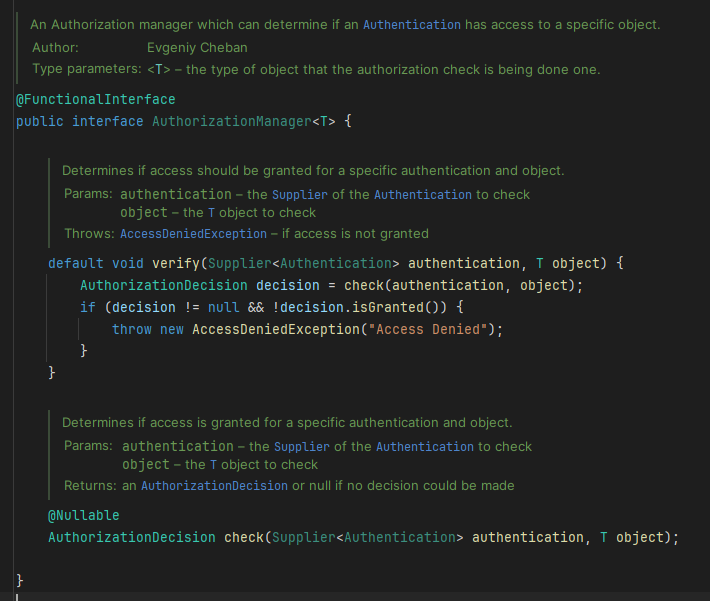 An Authorization manager which can determine if an Authentication has access to a specific object.
Author: Evgeniy Cheban
Type parameters: <T> – the type of object that the authorization check is being done one.
@FunctionalInterface
public interface AuthorizationManager<T> {
Determines if access should be granted for a specific authentication and object.
Params: authentication – the Supplier of the Authentication to check
object – the T object to check
Throws: AccessDeniedException – if access is not granted
default void verify(Supplier<Authentication> authentication, T object) {
AuthorizationDecision decision = check(authentication, object);
if (decision != null && !decision.isGranted()) {
throw new AccessDeniedException("Access Denied");
}
}
Determines if access is granted for a specific authentication and object.
Params: authentication – the Supplier of the Authentication to check
object – the T object to check
Returns: an AuthorizationDecision or null if no decision could be made
@Nullable
AuthorizationDecision check(Supplier<Authentication> authentication, T object);
}